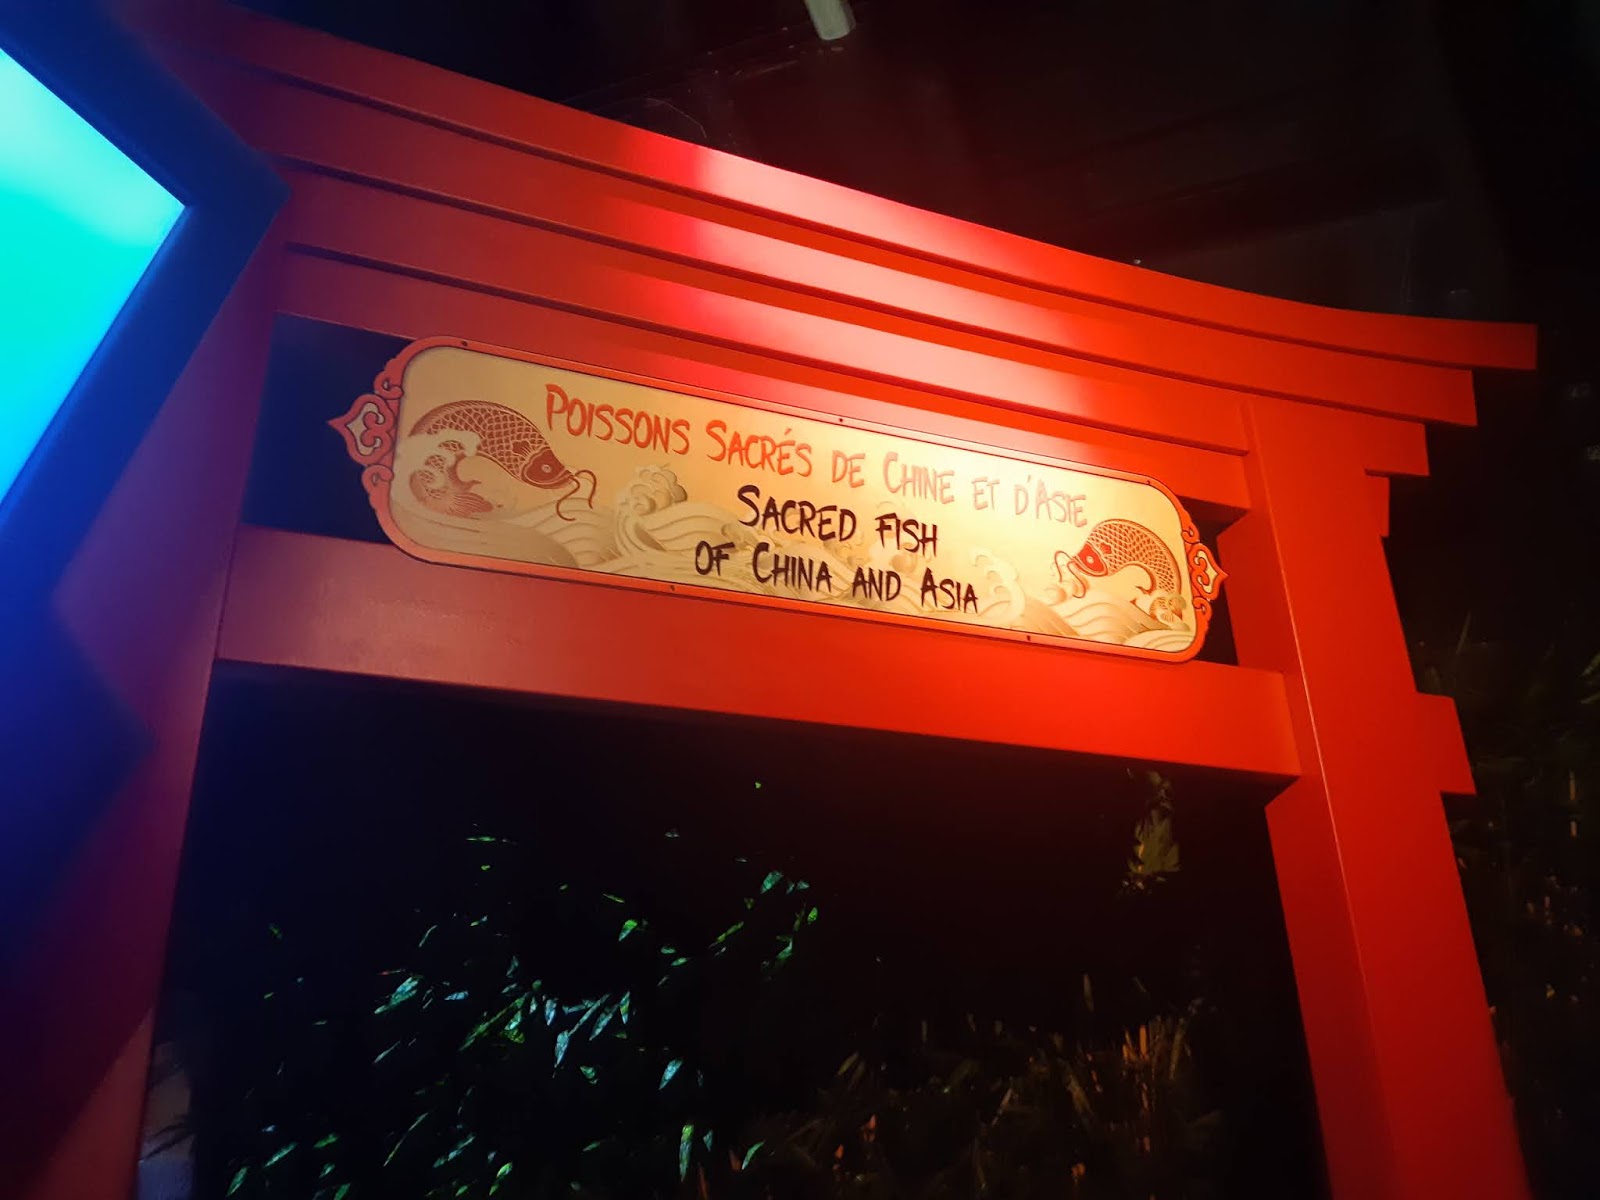 Poissons Sacrés de Chine et d'Asie
Sacred fish
of China and Asia